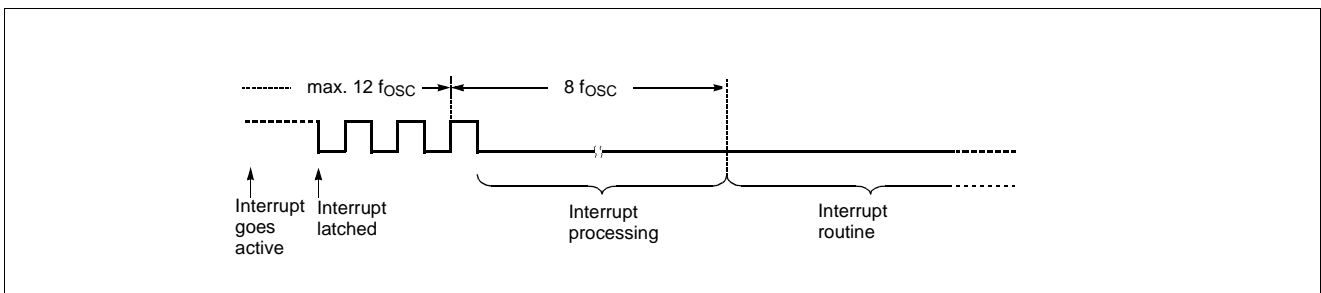 max. 12 fOSC
8 fOSC
Interrupt
goes
active
Interrupt
latched
Interrupt
processing
Interrupt
routine